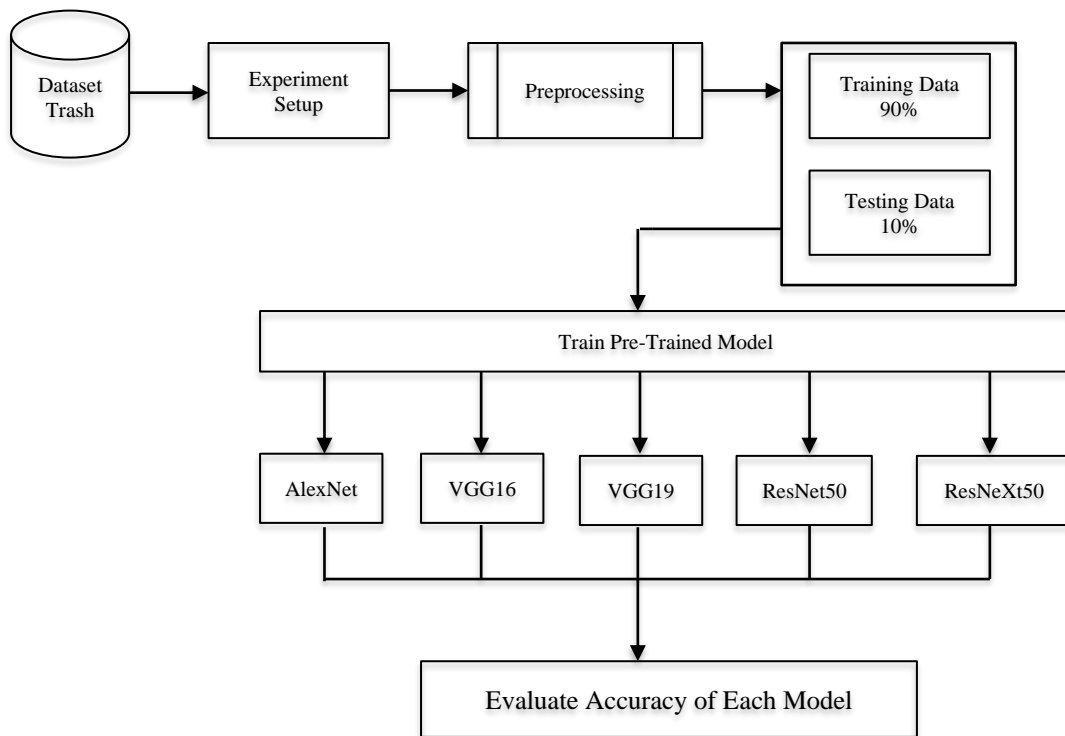 Dataset
Trash
Experiment
Setup
Preprocessing
Training Data
90%
Testing Data
10%
Train Pre-Trained Model
AlexNet
VGG16
VGG19
ResNet50
ResNeXt50
Evaluate Accuracy of Each Model